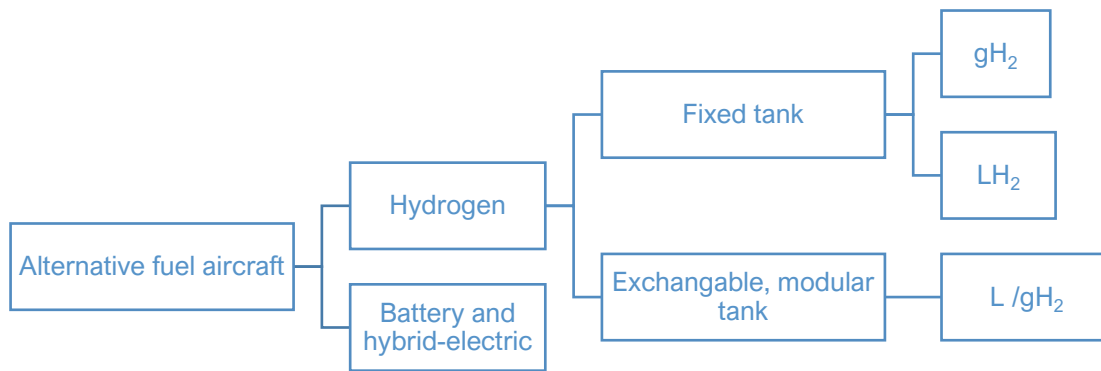 Alternative fuel aircraft
Hydrogen
Battery and
hybrid-electric
Fixed tank
Exchangable, modular
tank
gH₂
LH₂
L /gH₂